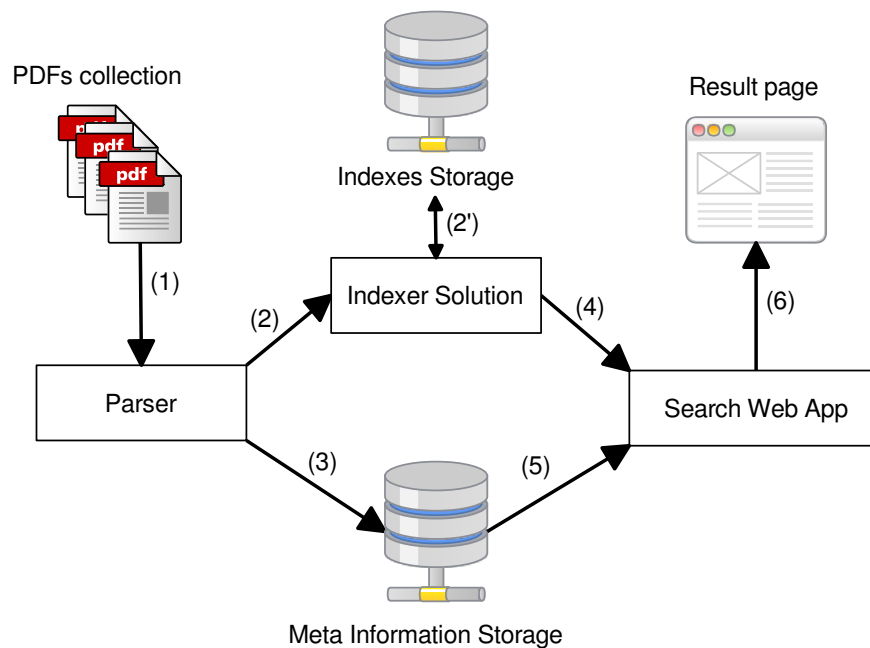 PDFs collection
pdf
pdf
pdf
Indexes Storage
Result page
(1)
(2')
(2)
Indexer Solution
(4)
(6)
Parser
Search Web App
(3)
(5)
Meta Information Storage